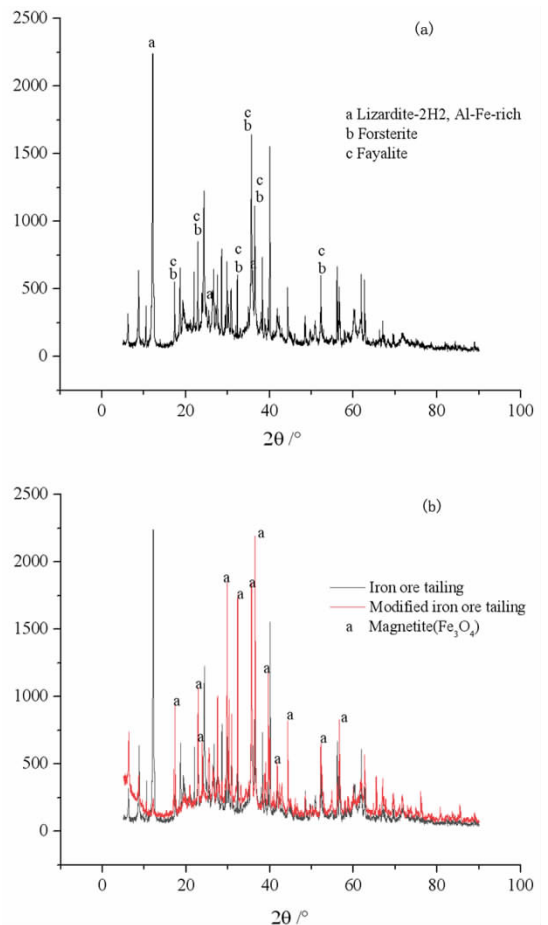 (a)
2500
2000
1500
1000
500
0
a
c
b
c
b
a
c
b
c
b
c
b
c
b
a Lizardite-2H2, Al-Fe-rich
b Forsterite
c Fayalite
0 20 40 60 80 100
2θ /°
(b)
2500
2000
1500
1000
500
0
a
a
a
a
a
a
a
a
a
a
a
a
Iron ore tailing
Modified iron ore tailing
a Magnetite(Fe₃O₄)
0 20 40 60 80 100
2θ /°